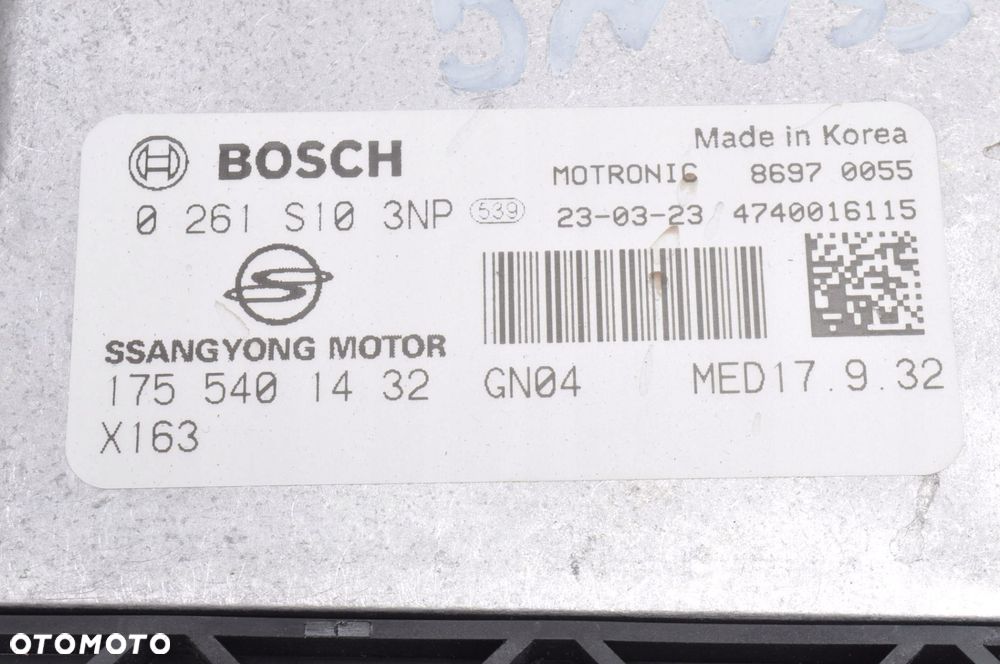 SSANG
BOSCH
Made in Korea
MOTRONIC 8697 0055
0 261 S10 3NP 539
23-03-23 4740016115
SSANGYONG MOTOR
175 540 14 32 GN04 MED17.9.32
X163
OTOMOTO